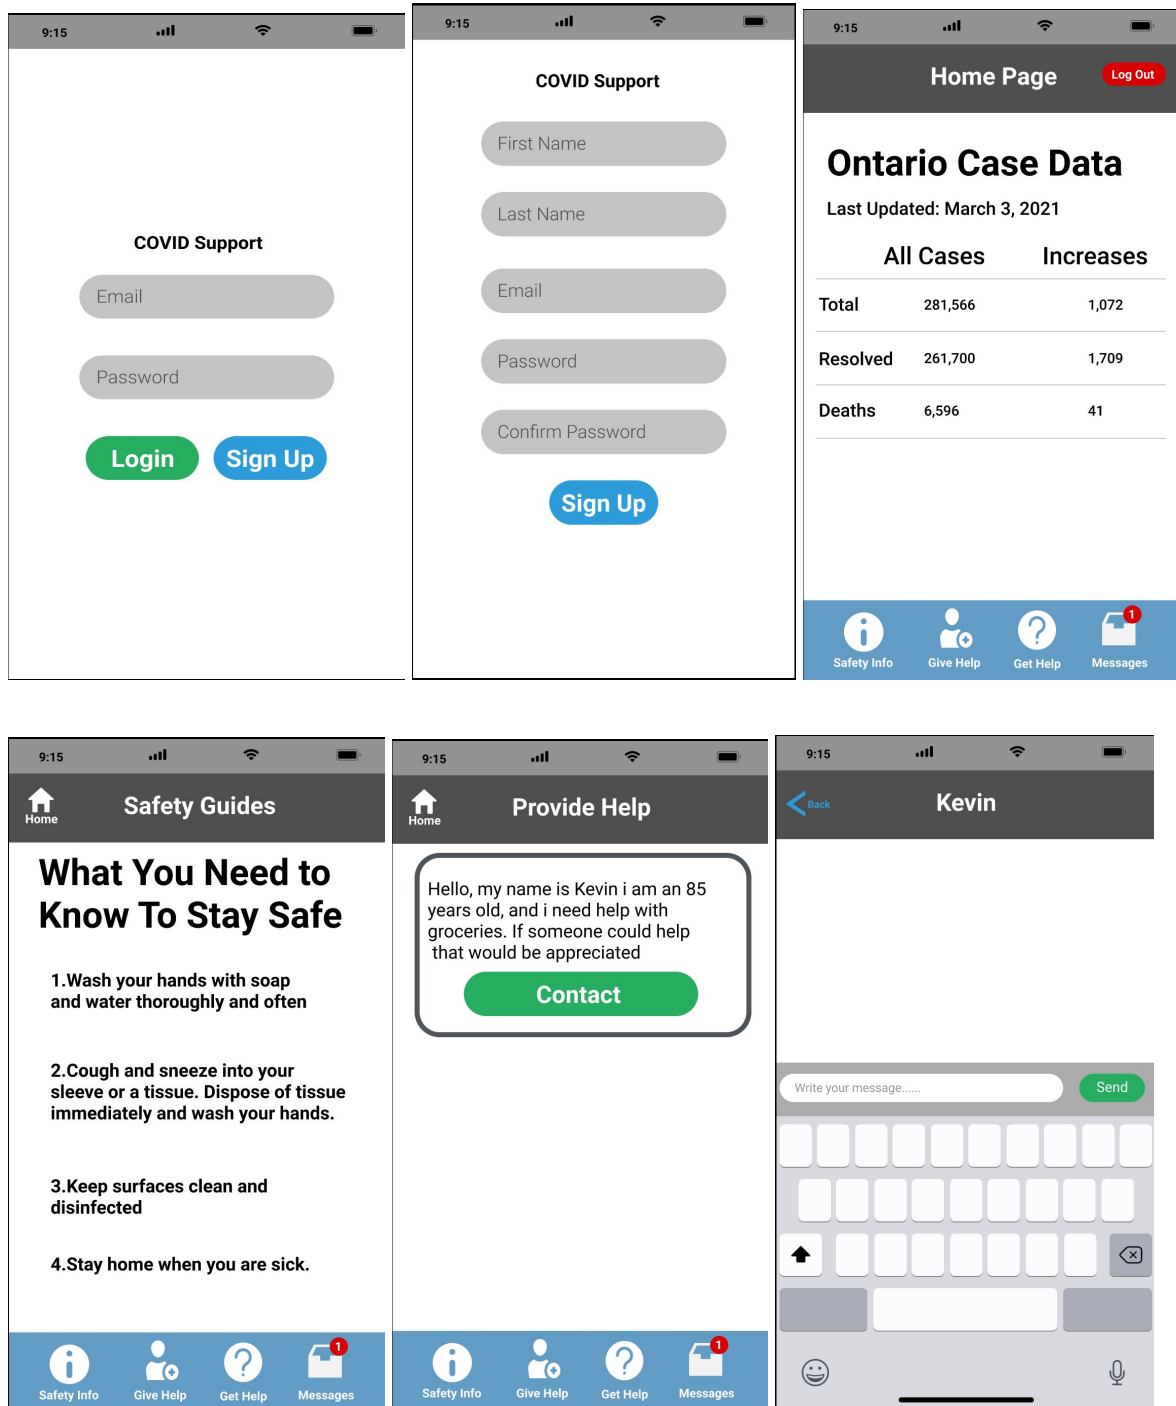 9:15
COVID Support
Email
Password
Login Sign Up
9:15
COVID Support
First Name
Last Name
Email
Password
Confirm Password
Sign Up
9:15
Home Page
Log Out
Ontario Case Data
Last Updated: March 3, 2021
All Cases Increases
Total 281,566 1,072
Resolved 261,700 1,709
Deaths 6,596 41
1
Safety Info Give Help Get Help Messages
9:15
Home
Safety Guides
What You Need to
Know To Stay Safe
1.Wash your hands with soap
and water thoroughly and often
2.Cough and sneeze into your
sleeve or a tissue. Dispose of tissue
immediately and wash your hands.
3.Keep surfaces clean and
disinfected
4.Stay home when you are sick.
1
Safety Info Give Help Get Help Messages
9:15
Home
Provide Help
Hello, my name is Kevin i am an 85
years old, and i need help with
groceries. If someone could help
that would be appreciated
Contact
1
Safety Info Give Help Get Help Messages
9:15
Back
Kevin
Write your message......
Send